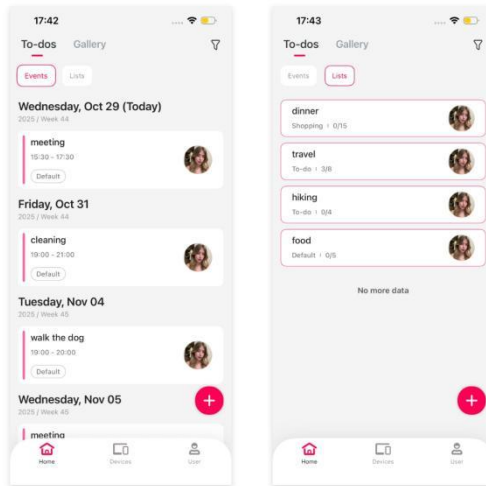 17:42
To-dos Gallery
Events Lists
Wednesday, Oct 29 (Today)
2025 / Week 44
meeting
15:30 - 17:30
Default
Friday, Oct 31
2025 / Week 44
cleaning
19:00 - 21:00
Default
Tuesday, Nov 04
2025 / Week 45
walk the dog
19:00 - 20:00
Default
Wednesday, Nov 05
2025 / Week 45
meeting
Home Devices User
17:43
To-dos Gallery
Events Lists
dinner
Shopping | 0/15
travel
To-do | 3/8
hiking
To-do | 0/4
food
Default | 0/5
No more data
Home Devices User